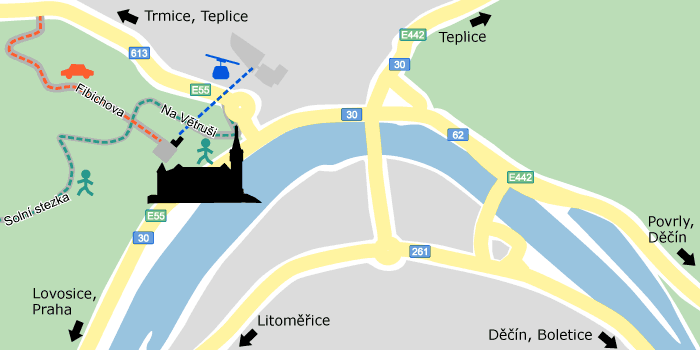 Trmice, Teplice
E442
Teplice
613
30
E55
Fibichova
Na Větruši
30
62
E442
Solní stezka
E55
30
261
Povrly,
Děčín
Lovosice,
Praha
Litoměřice
Děčín, Boletice